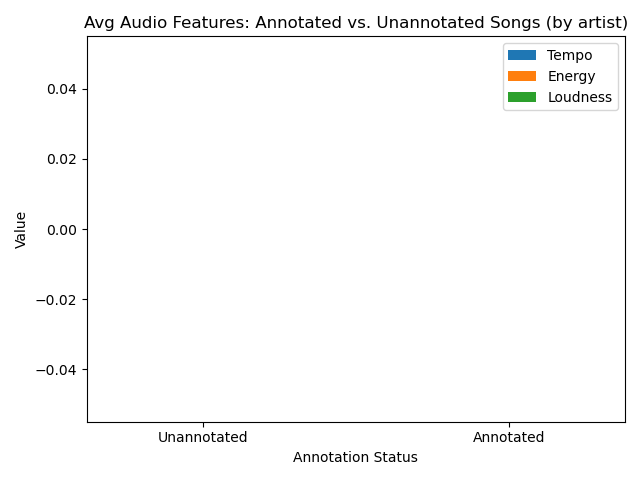 Avg Audio Features: Annotated vs. Unannotated Songs (by artist)
Tempo
Energy
Loudness
0.04
0.02
0.00
−0.02
−0.04
Value
Unannotated
Annotated
Annotation Status